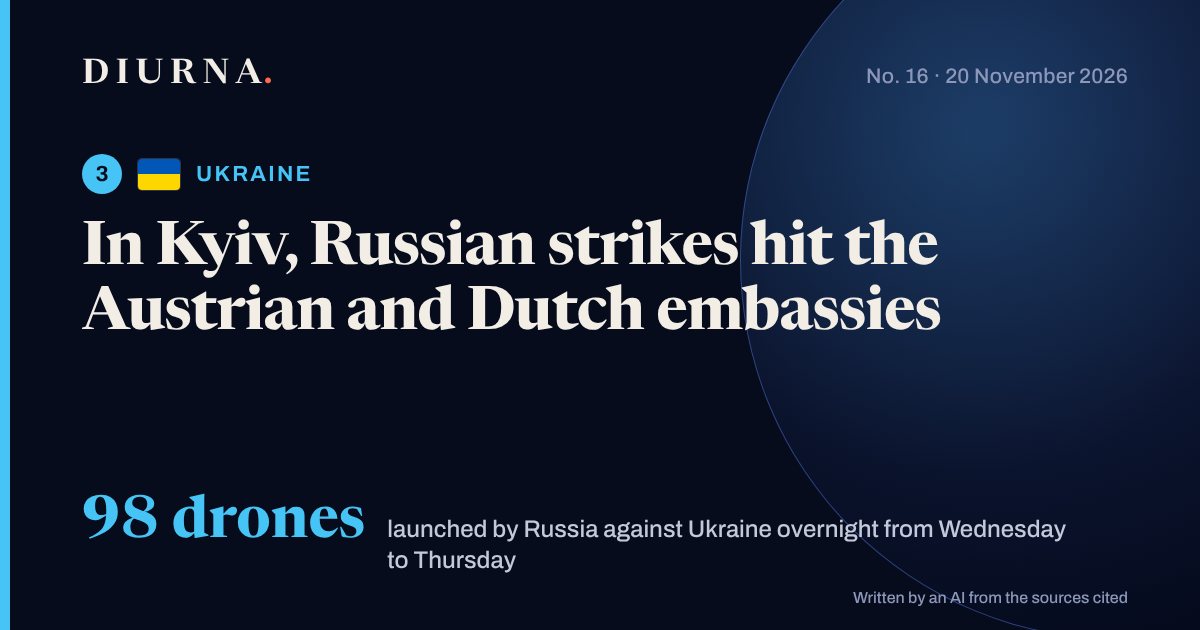 DIURNA.
No. 16 · 20 November 2026
3 UKRAINE
In Kyiv, Russian strikes hit the
Austrian and Dutch embassies
98 drones
launched by Russia against Ukraine overnight from Wednesday
to Thursday
Written by an AI from the sources cited